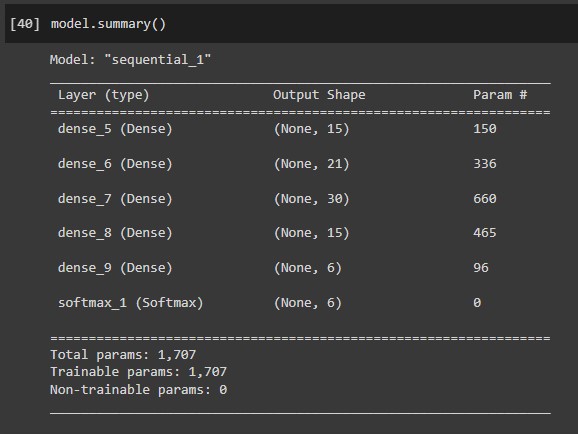 [40] model.summary()
Model: "sequential_1"
Layer (type) Output Shape Param #
=================================================================
dense_5 (Dense) (None, 15) 150
dense_6 (Dense) (None, 21) 336
dense_7 (Dense) (None, 30) 660
dense_8 (Dense) (None, 15) 465
dense_9 (Dense) (None, 6) 96
softmax_1 (Softmax) (None, 6) 0
=================================================================
Total params: 1,707
Trainable params: 1,707
Non-trainable params: 0